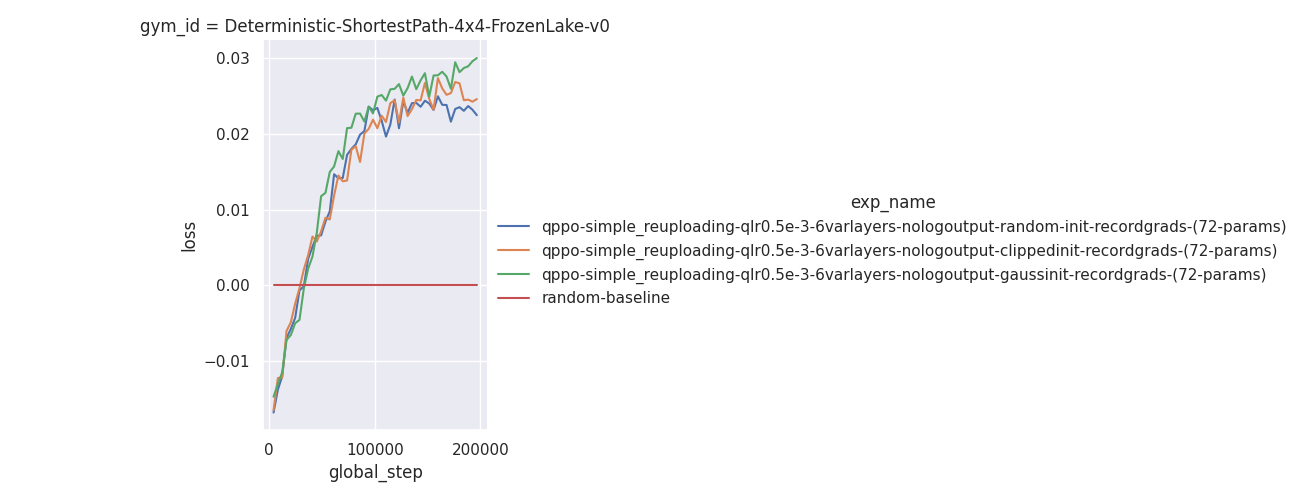 gym_id = Deterministic-ShortestPath-4x4-FrozenLake-v0
0.03
0.02
0.01
0.00
−0.01
loss
0
100000
200000
global_step
exp_name
qppo-simple_reuploading-qlr0.5e-3-6varlayers-nologoutput-random-init-recordgrads-(72-params)
qppo-simple_reuploading-qlr0.5e-3-6varlayers-nologoutput-clippedinit-recordgrads-(72-params)
qppo-simple_reuploading-qlr0.5e-3-6varlayers-nologoutput-gaussinit-recordgrads-(72-params)
random-baseline